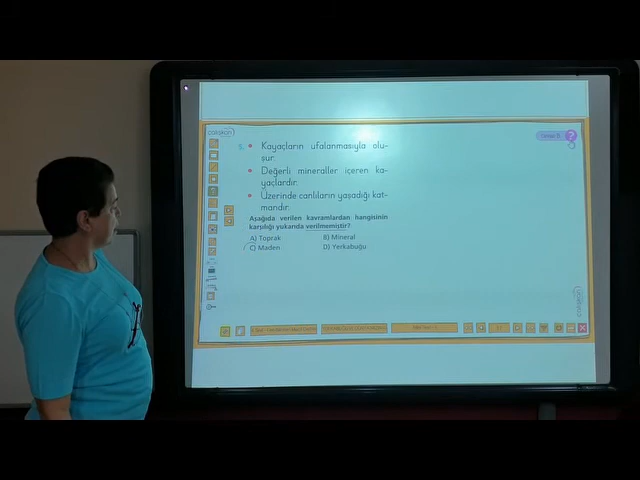 5. • Kayaçların ufalanmasıyla olu-
şur.
• Değerli mineraller içeren ka-
yaçlardır.
• Üzerinde canlıların yaşadığı kat-
mandır.
Aşağıda verilen kavramlardan hangisinin
karşılığı yukarıda verilmemiştir?
A) Toprak B) Mineral
C) Maden D) Yerkabuğu